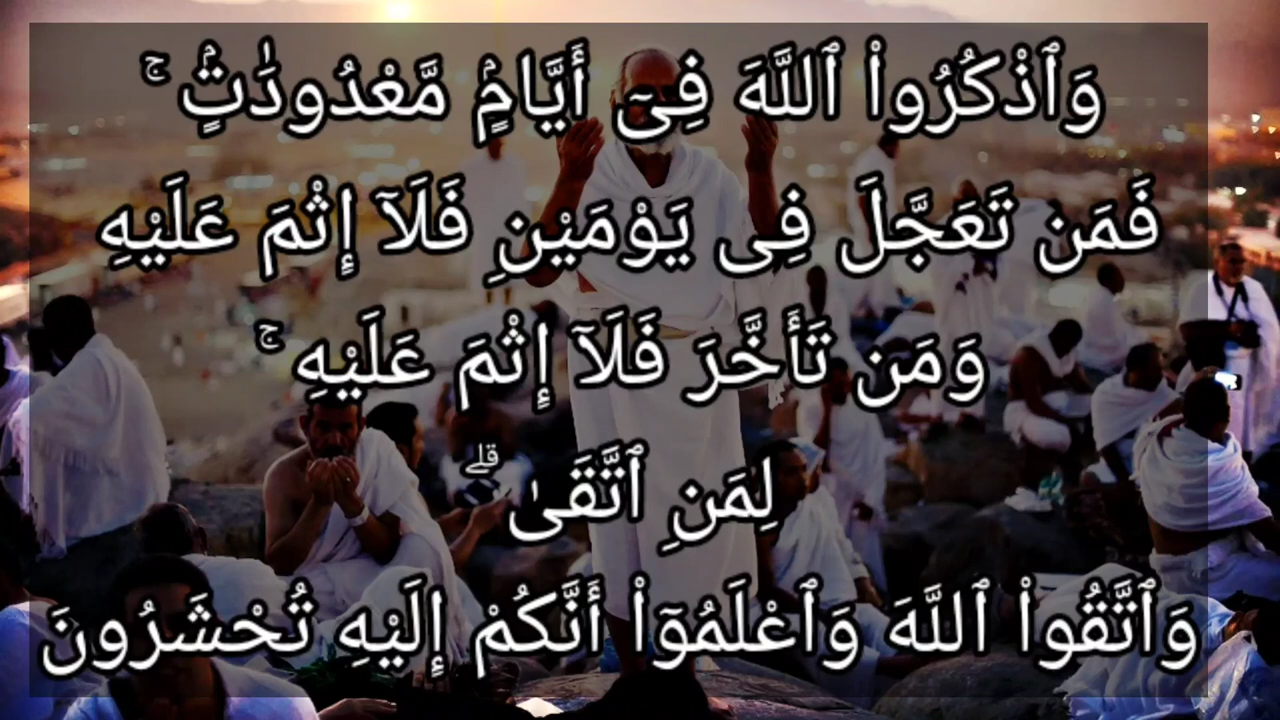 وَٱذْكُرُوا۟ ٱللَّهَ فِىٓ أَيَّامٍۢ مَّعْدُودَٰتٍۢ ۚ
فَمَن تَعَجَّلَ فِى يَوْمَيْنِ فَلَآ إِثْمَ عَلَيْهِ
وَمَن تَأَخَّرَ فَلَآ إِثْمَ عَلَيْهِ ۚ
لِمَنِ ٱتَّقَىٰ ۗ
وَٱتَّقُوا۟ ٱللَّهَ وَٱعْلَمُوٓا۟ أَنَّكُمْ إِلَيْهِ تُحْشَرُونَ